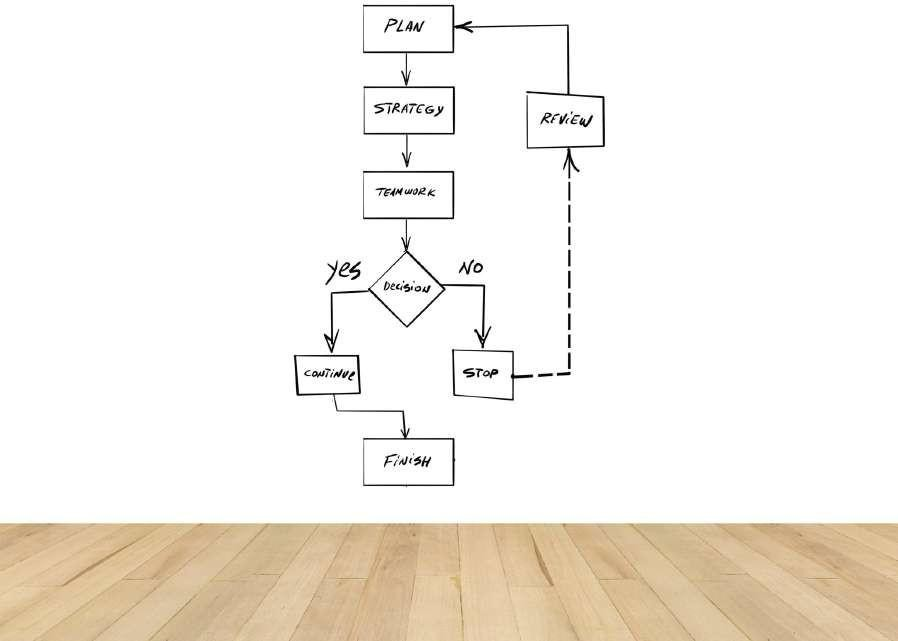 PLAN
STRATEGY
REVIEW
TEAMWORK
Yes
No
Decision
CONTINUE
STOP
FINISH